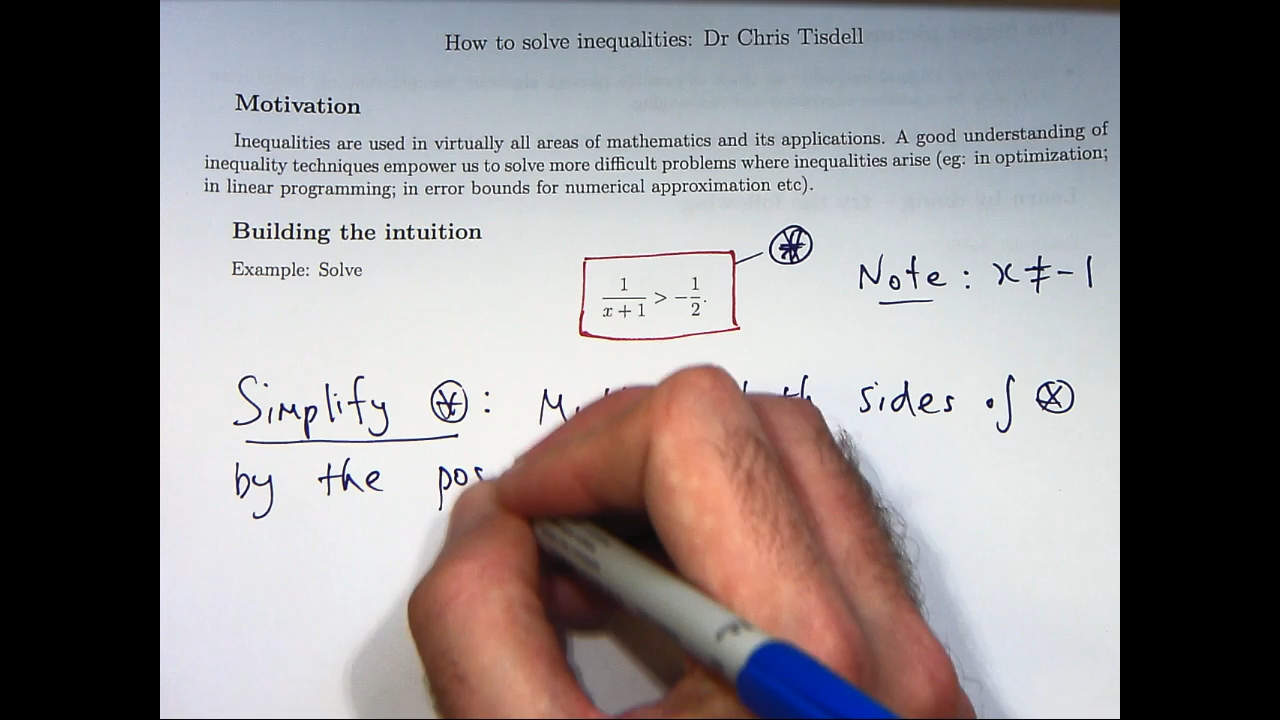 How to solve inequalities: Dr Chris Tisdell
Motivation
Inequalities are used in virtually all areas of mathematics and its applications. A good understanding of
inequality techniques empower us to solve more difficult problems where inequalities arise (eg: in optimization;
in linear programming; in error bounds for numerical approximation etc).
Building the intuition
Example: Solve
1/(x + 1) > -1/2.
Note: x ≠ -1
Simplify ⊛: sides of ⊛
by the